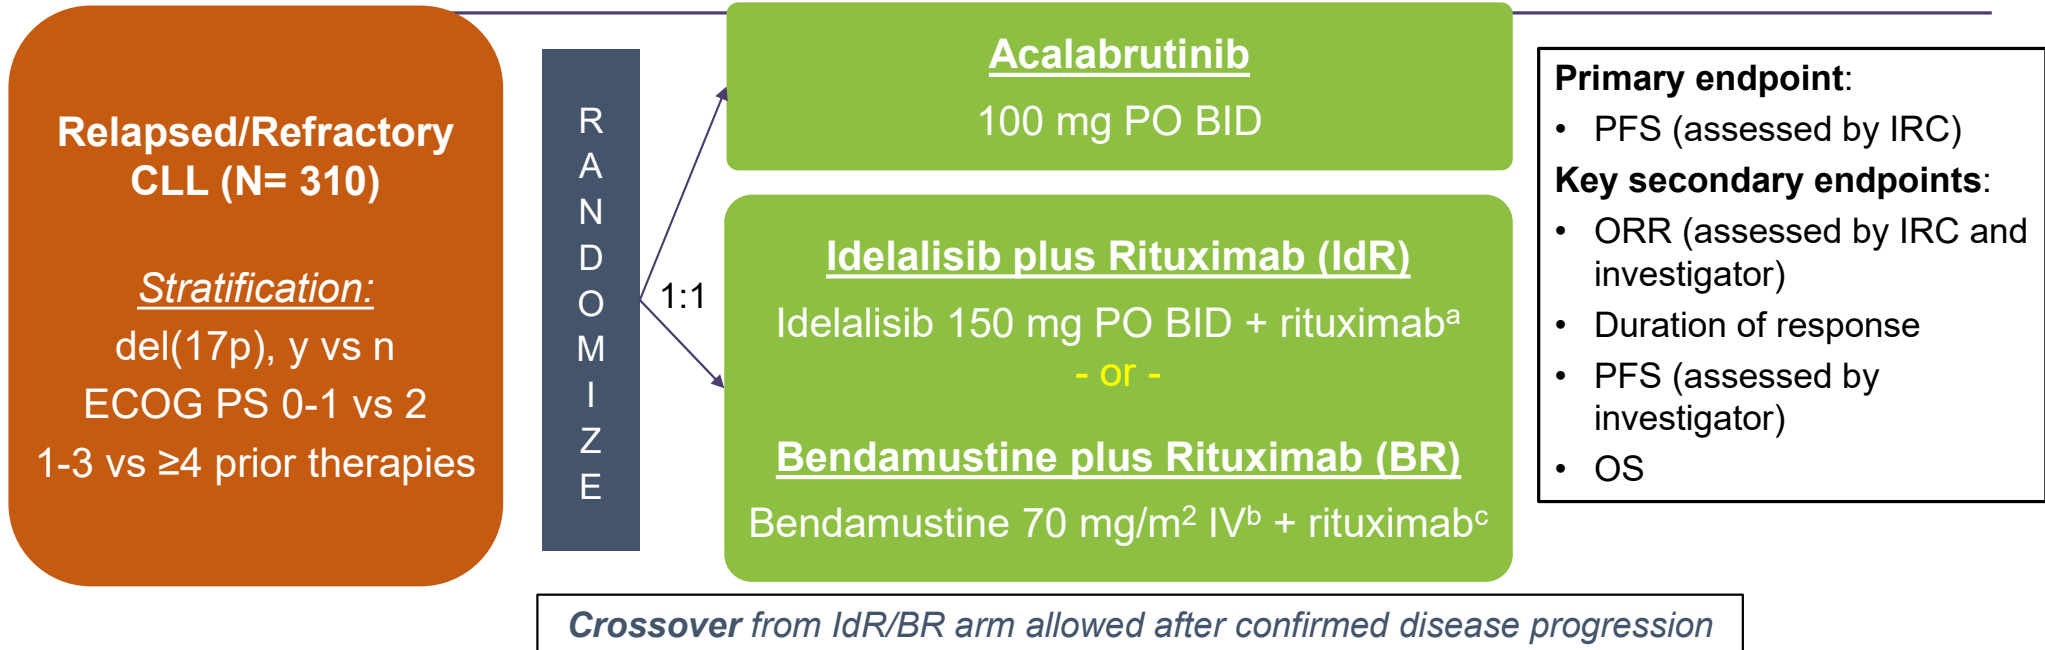 Relapsed/Refractory
CLL (N= 310)
Stratification:
del(17p), y vs n
ECOG PS 0-1 vs 2
1-3 vs ≥4 prior therapies
R
A
N
D
O
M
I
Z
E
1:1
Acalabrutinib
100 mg PO BID
Idelalisib plus Rituximab (IdR)
Idelalisib 150 mg PO BID + rituximabᵃ
- or -
Bendamustine plus Rituximab (BR)
Bendamustine 70 mg/m² IVᵇ + rituximabᶜ
Primary endpoint:
• PFS (assessed by IRC)
Key secondary endpoints:
• ORR (assessed by IRC and
investigator)
• Duration of response
• PFS (assessed by
investigator)
• OS
Crossover from IdR/BR arm allowed after confirmed disease progression